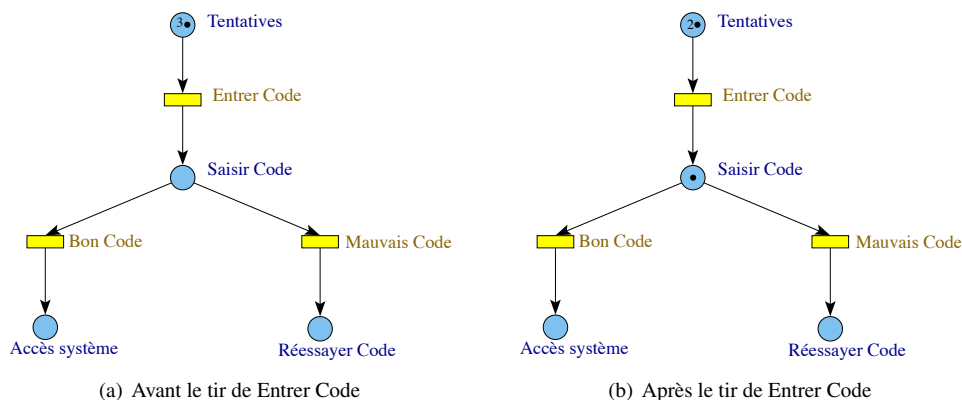 3• Tentatives
Entrer Code
Saisir Code
Bon Code
Mauvais Code
Accès système
Réessayer Code
(a) Avant le tir de Entrer Code
2• Tentatives
Entrer Code
Saisir Code
Bon Code
Mauvais Code
Accès système
Réessayer Code
(b) Après le tir de Entrer Code